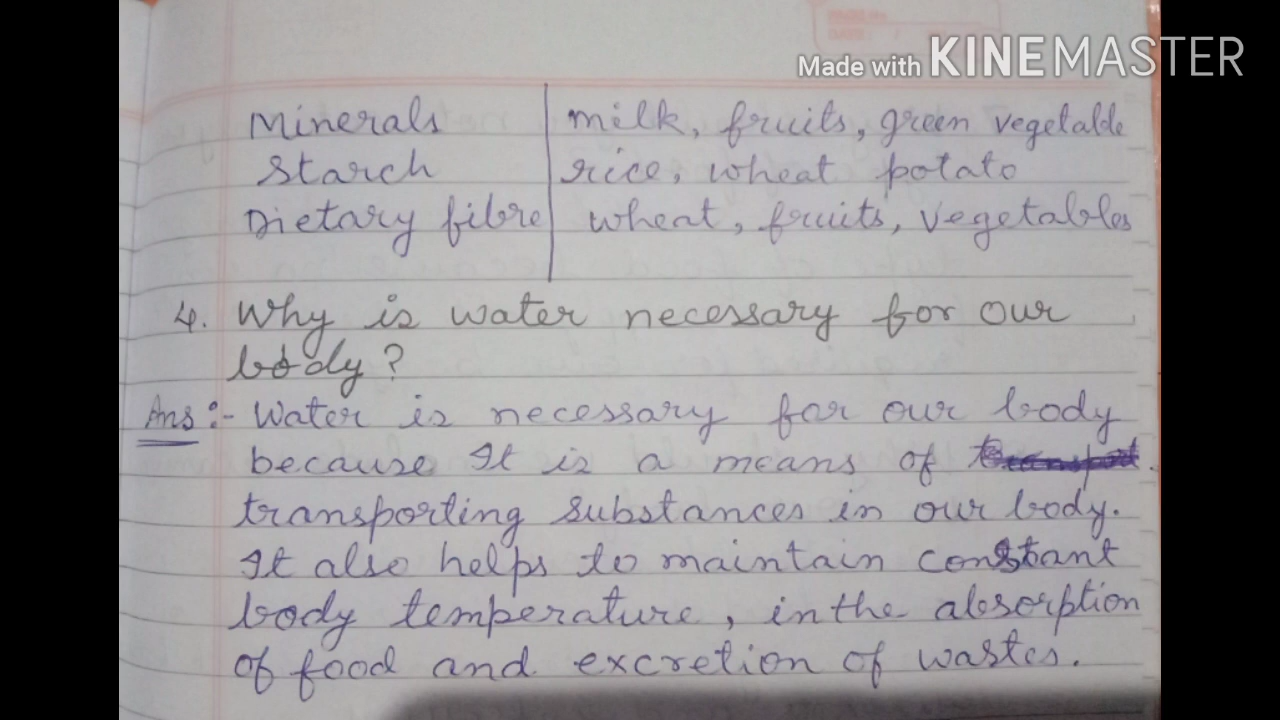 Made with KINEMASTER
Minerals milk, fruits, green vegetable
Starch rice, wheat potato
Dietary fibre wheat, fruits, vegetables
4. Why is water necessary for our
body?
Ans :- Water is necessary for our body
because It is a means of
transporting substances in our body.
It also helps to maintain constant
body temperature, in the absorption
of food and excretion of wastes.